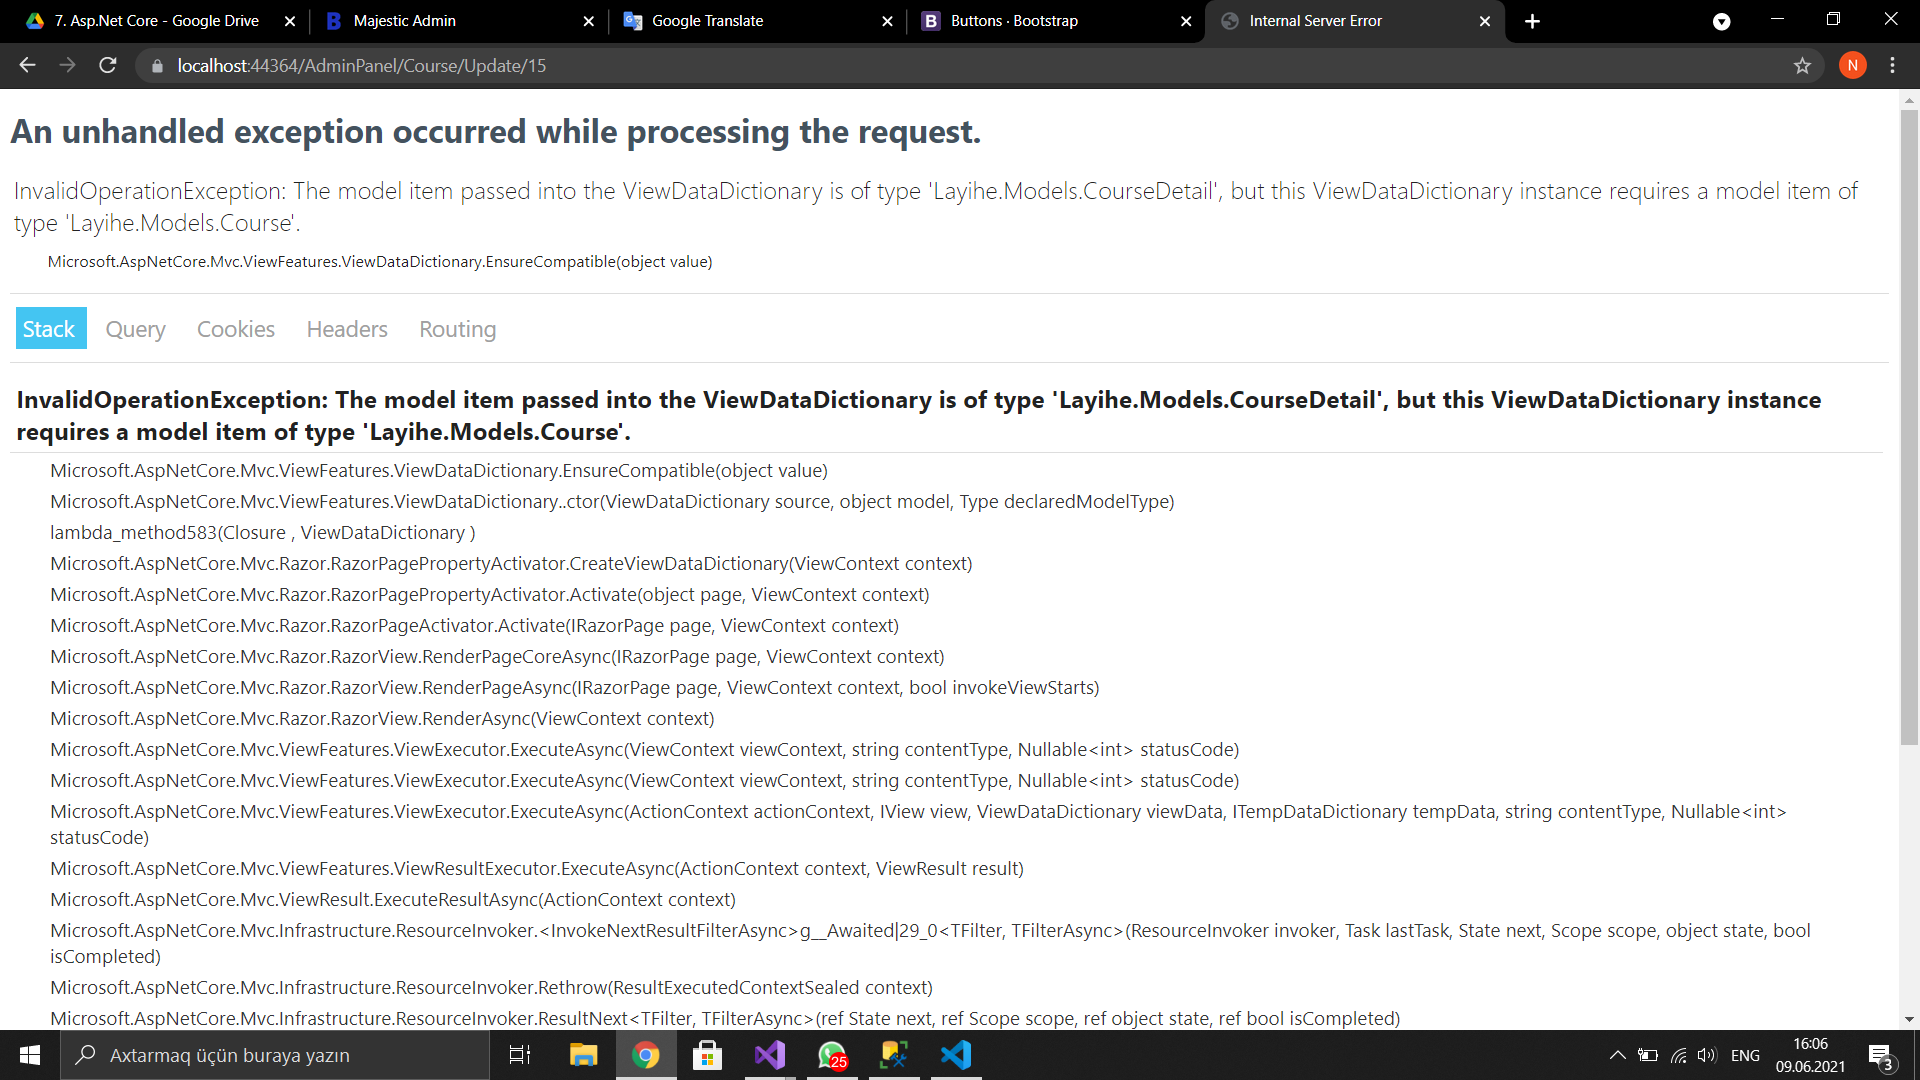 7. Asp.Net Core - Google Drive
Majestic Admin
Google Translate
Buttons · Bootstrap
Internal Server Error
localhost:44364/AdminPanel/Course/Update/15
N
An unhandled exception occurred while processing the request.
InvalidOperationException: The model item passed into the ViewDataDictionary is of type 'Layihe.Models.CourseDetail', but this ViewDataDictionary instance requires a model item of
type 'Layihe.Models.Course'.
Microsoft.AspNetCore.Mvc.ViewFeatures.ViewDataDictionary.EnsureCompatible(object value)
Stack Query Cookies Headers Routing
InvalidOperationException: The model item passed into the ViewDataDictionary is of type 'Layihe.Models.CourseDetail', but this ViewDataDictionary instance
requires a model item of type 'Layihe.Models.Course'.
Microsoft.AspNetCore.Mvc.ViewFeatures.ViewDataDictionary.EnsureCompatible(object value)
Microsoft.AspNetCore.Mvc.ViewFeatures.ViewDataDictionary..ctor(ViewDataDictionary source, object model, Type declaredModelType)
lambda_method583(Closure , ViewDataDictionary )
Microsoft.AspNetCore.Mvc.Razor.RazorPagePropertyActivator.CreateViewDataDictionary(ViewContext context)
Microsoft.AspNetCore.Mvc.Razor.RazorPagePropertyActivator.Activate(object page, ViewContext context)
Microsoft.AspNetCore.Mvc.Razor.RazorPageActivator.Activate(IRazorPage page, ViewContext context)
Microsoft.AspNetCore.Mvc.Razor.RazorView.RenderPageCoreAsync(IRazorPage page, ViewContext context)
Microsoft.AspNetCore.Mvc.Razor.RazorView.RenderPageAsync(IRazorPage page, ViewContext context, bool invokeViewStarts)
Microsoft.AspNetCore.Mvc.Razor.RazorView.RenderAsync(ViewContext context)
Microsoft.AspNetCore.Mvc.ViewFeatures.ViewExecutor.ExecuteAsync(ViewContext viewContext, string contentType, Nullable<int> statusCode)
Microsoft.AspNetCore.Mvc.ViewFeatures.ViewExecutor.ExecuteAsync(ViewContext viewContext, string contentType, Nullable<int> statusCode)
Microsoft.AspNetCore.Mvc.ViewFeatures.ViewExecutor.ExecuteAsync(ActionContext actionContext, IView view, ViewDataDictionary viewData, ITempDataDictionary tempData, string contentType, Nullable<int>
statusCode)
Microsoft.AspNetCore.Mvc.ViewFeatures.ViewResultExecutor.ExecuteAsync(ActionContext context, ViewResult result)
Microsoft.AspNetCore.Mvc.ViewResult.ExecuteResultAsync(ActionContext context)
Microsoft.AspNetCore.Mvc.Infrastructure.ResourceInvoker.<InvokeNextResultFilterAsync>g__Awaited|29_0<TFilter, TFilterAsync>(ResourceInvoker invoker, Task lastTask, State next, Scope scope, object state, bool
isCompleted)
Microsoft.AspNetCore.Mvc.Infrastructure.ResourceInvoker.Rethrow(ResultExecutedContextSealed context)
Microsoft.AspNetCore.Mvc.Infrastructure.ResourceInvoker.ResultNext<TFilter, TFilterAsync>(ref State next, ref Scope scope, ref object state, ref bool isCompleted)
Axtarmaq üçün buraya yazın
25
ENG
16:06
09.06.2021
3